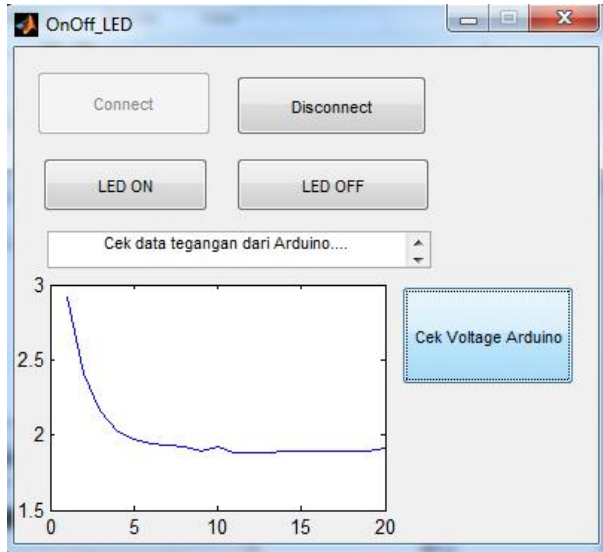 OnOff_LED
Connect
Disconnect
LED ON
LED OFF
Cek data tegangan dari Arduino....
3
2.5
2
1.5
0 5 10 15 20
Cek Voltage Arduino